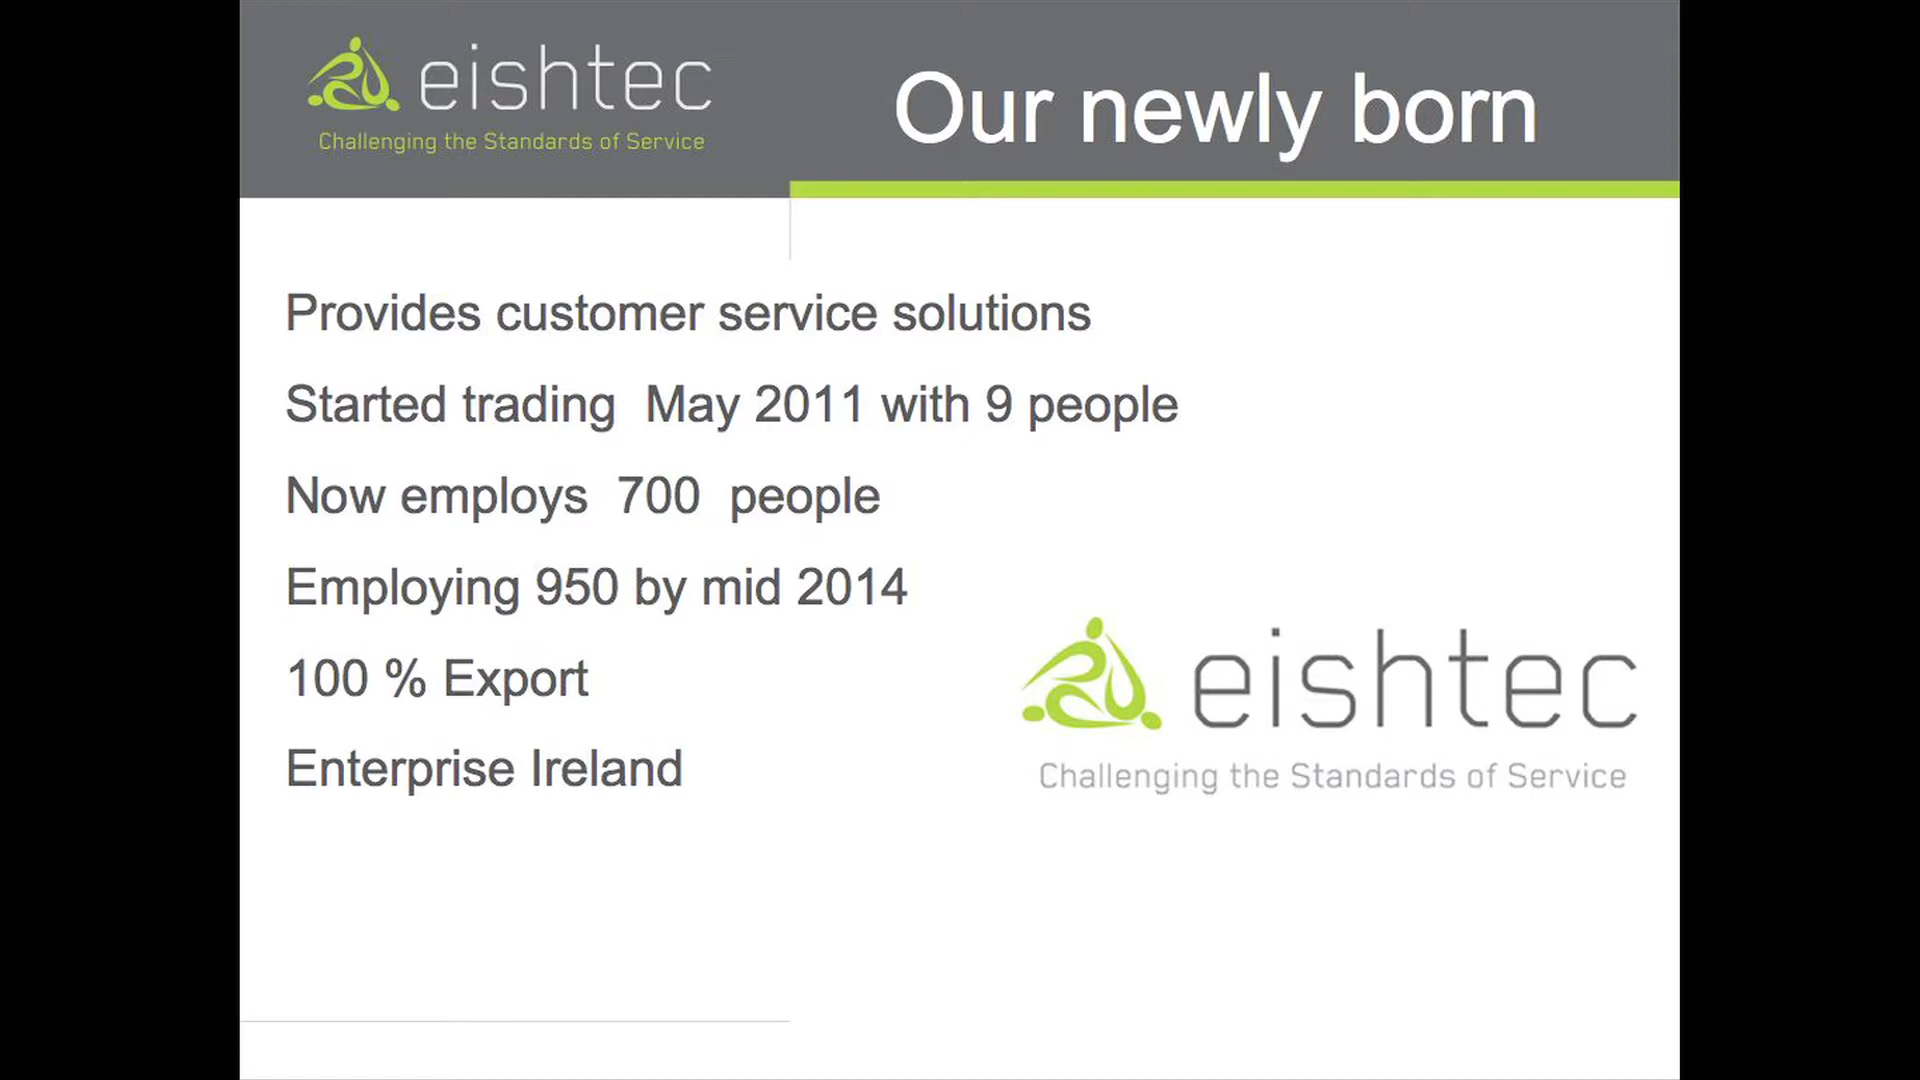 eishtec
Challenging the Standards of Service
Our newly born
Provides customer service solutions
Started trading May 2011 with 9 people
Now employs 700 people
Employing 950 by mid 2014
100 % Export
Enterprise Ireland
eishtec
Challenging the Standards of Service